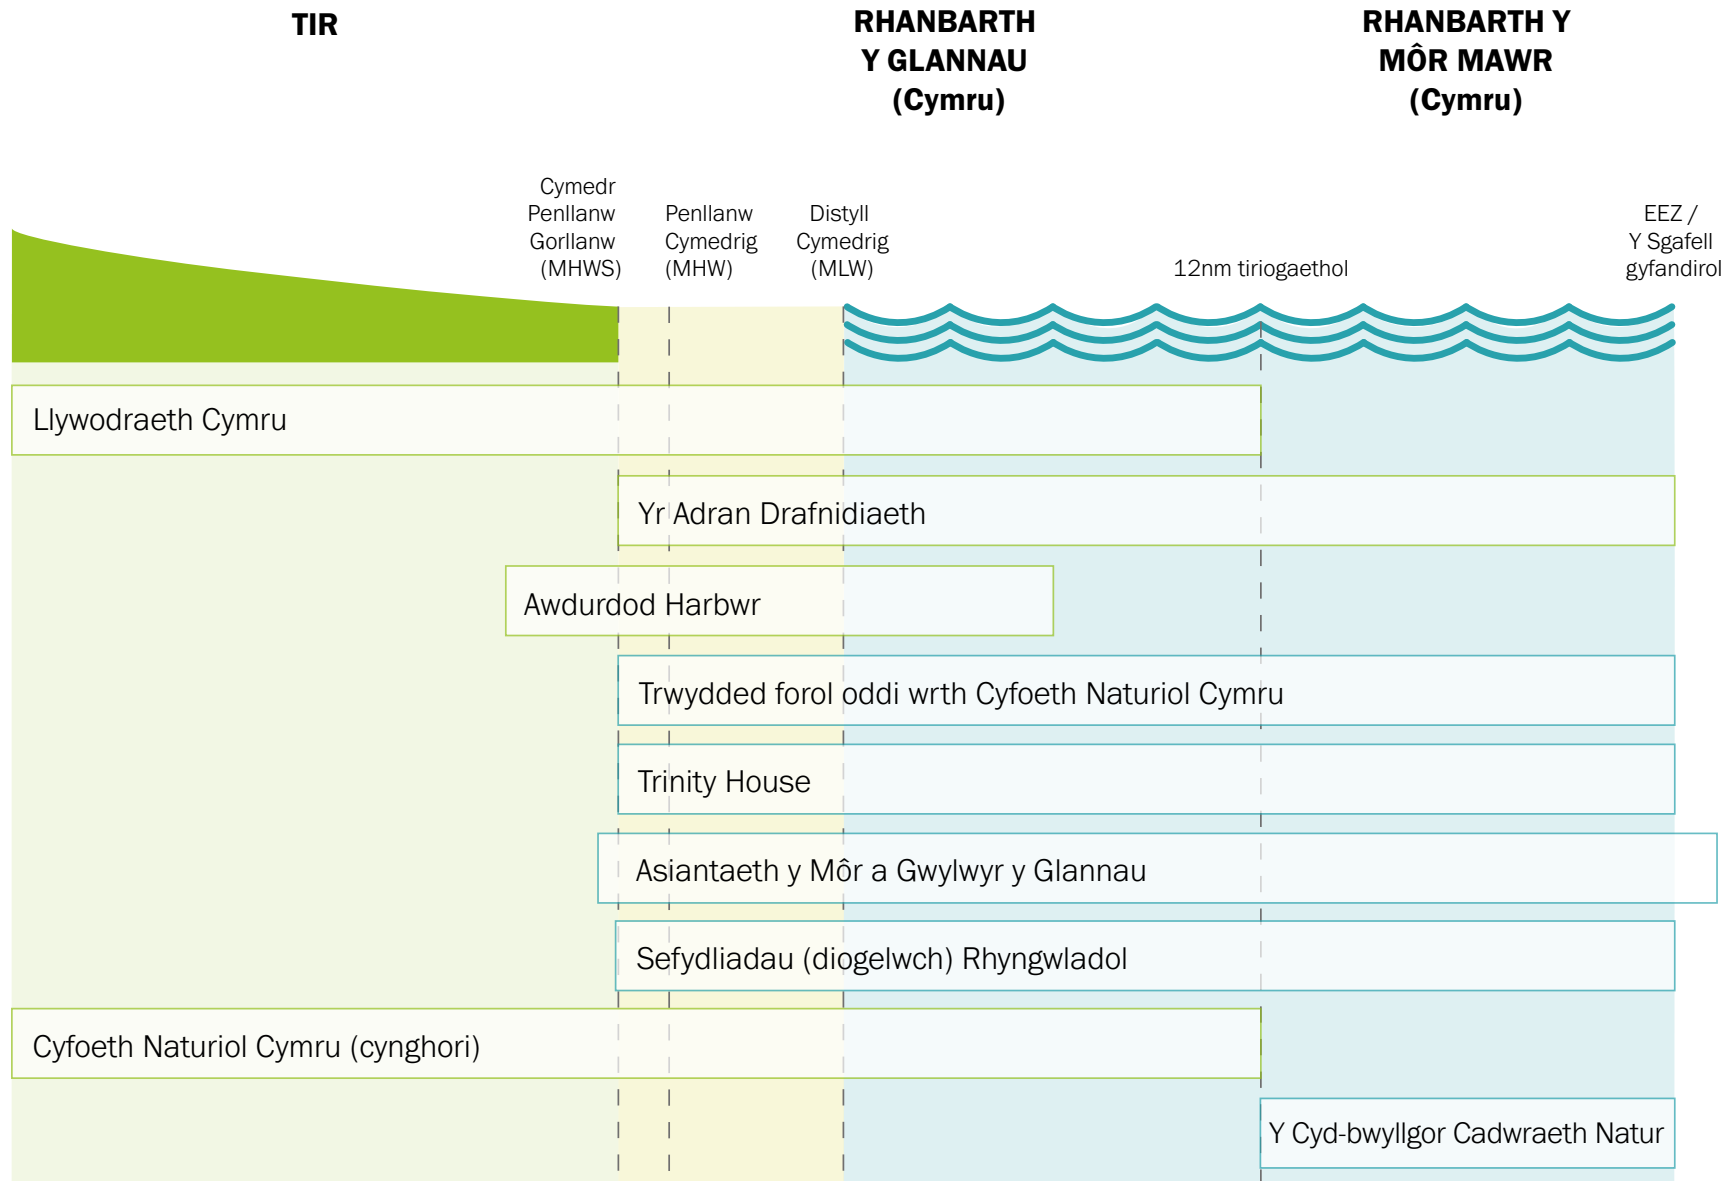 TIR
RHANBARTH
Y GLANNAU
(Cymru)
RHANBARTH Y
MÔR MAWR
(Cymru)
Cymedr
Penllanw
Gorllanw
(MHWS)
Penllanw
Cymedrig
(MHW)
Distyll
Cymedrig
(MLW)
12nm tiriogaethol
EEZ /
Y Sgafell
gyfandirol
Llywodraeth Cymru
Yr Adran Drafnidiaeth
Awdurdod Harbwr
Trwydded forol oddi wrth Cyfoeth Naturiol Cymru
Trinity House
Asiantaeth y Môr a Gwylwyr y Glannau
Sefydliadau (diogelwch) Rhyngwladol
Cyfoeth Naturiol Cymru (cynghori)
Y Cyd-bwyllgor Cadwraeth Natur